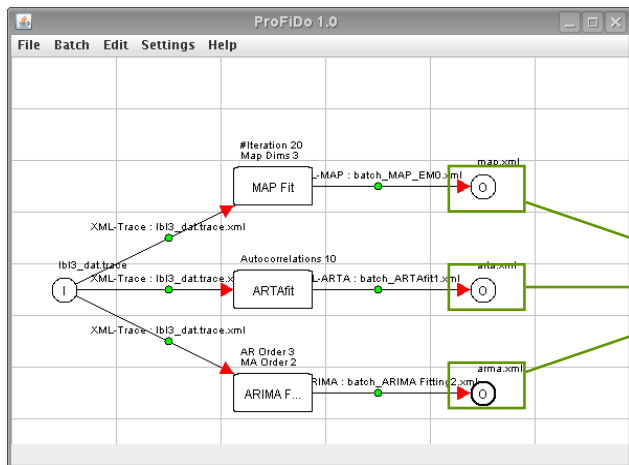 ProFiDo 1.0
File Batch Edit Settings Help
#Iteration 20
Map Dims 3
MAP Fit
L-MAP : batch_MAP_EM0.xml
map.xml
O
XML-Trace : lbl3_dat.trace.xml
lbl3_dat.trace
I
XML-Trace : lbl3_dat.trace.x
Autocorrelations 10
ARTAfit
L-ARTA : batch_ARTAfit1.xml
arta.xml
O
XML-Trace : lbl3_dat.trace.xml
AR Order 3
MA Order 2
ARIMA F...
RIMA : batch_ARIMA Fitting2.xml
arma.xml
O